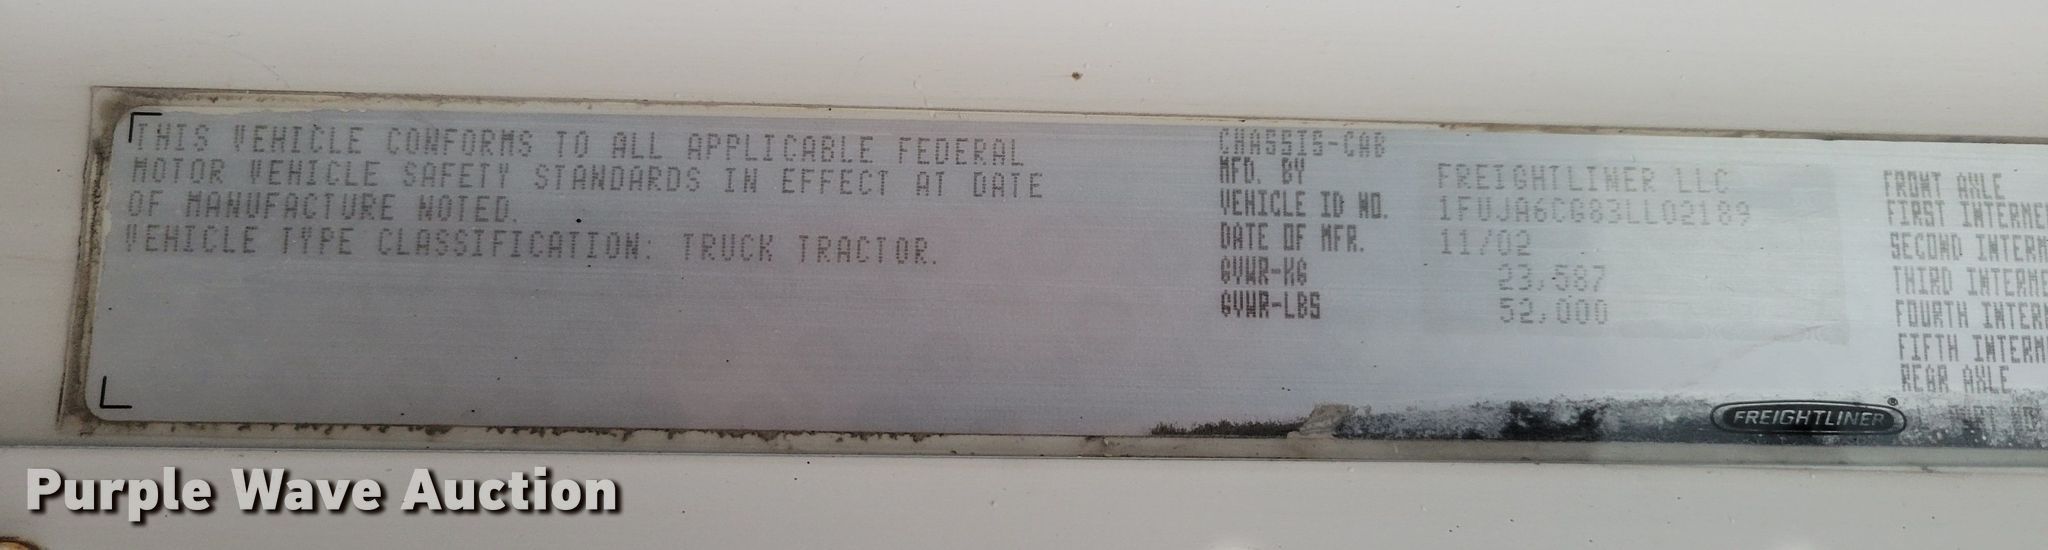 THIS VEHICLE CONFORMS TO ALL APPLICABLE FEDERAL
MOTOR VEHICLE SAFETY STANDARDS IN EFFECT AT DATE
OF MANUFACTURE NOTED.
VEHICLE TYPE CLASSIFICATION: TRUCK TRACTOR.
CHASSIS-CAB
MFD. BY FREIGHTLINER LLC
VEHICLE ID NO. 1FUJA6CG83LL02189
DATE OF MFR. 11/02
GVWR-KG 23,587
GVWR-LBS 52,000
FRONT AXLE
FIRST INTERME
SECOND INTERM
THIRD INTERME
FOURTH INTERM
FIFTH INTERM
REAR AXLE
FREIGHTLINER®
Purple Wave Auction